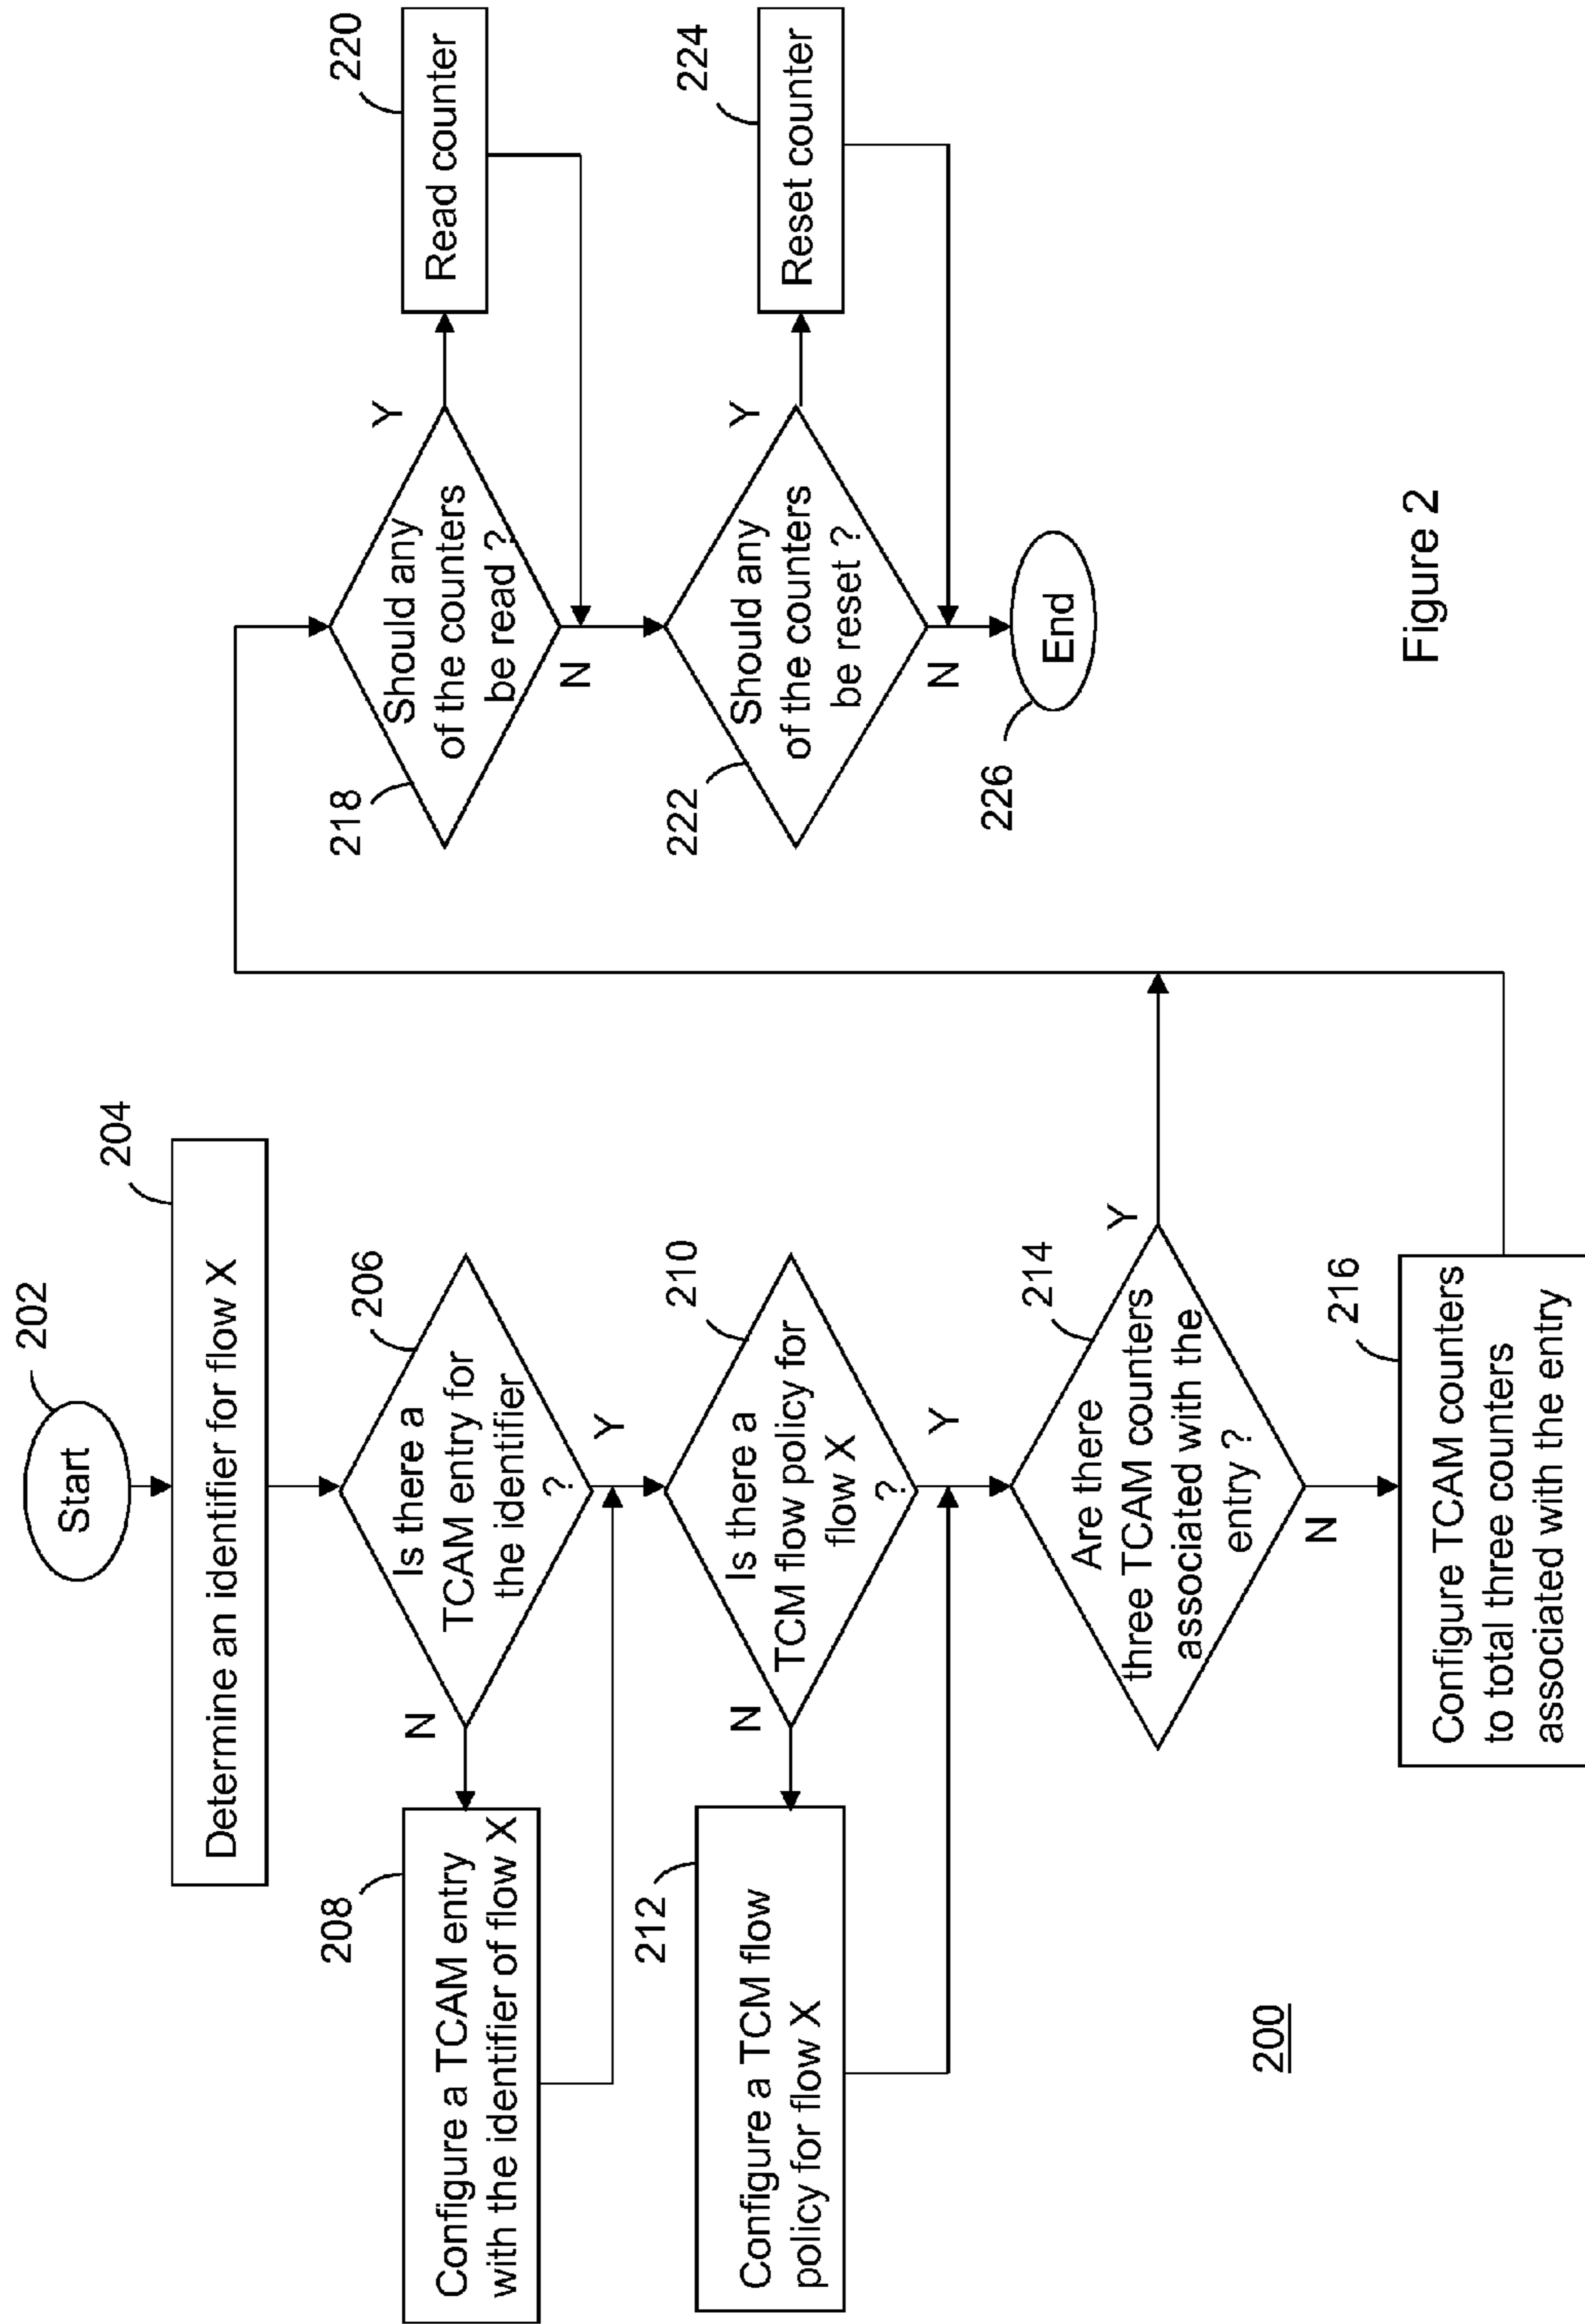 202
Start
204
Determine an identifier for flow X
206
Is there a
TCAM entry for
the identifier
?
N
Y
208
Configure a TCAM entry
with the identifier of flow X
210
Is there a
TCM flow policy for
flow X
?
N
Y
212
Configure a TCM flow
policy for flow X
214
Are there
three TCAM counters
associated with the
entry ?
Y
N
216
Configure TCAM counters
to total three counters
associated with the entry
218
Should any
of the counters
be read ?
Y
N
220
Read counter
222
Should any
of the counters
be reset ?
Y
N
224
Reset counter
226
End
200
Figure 2